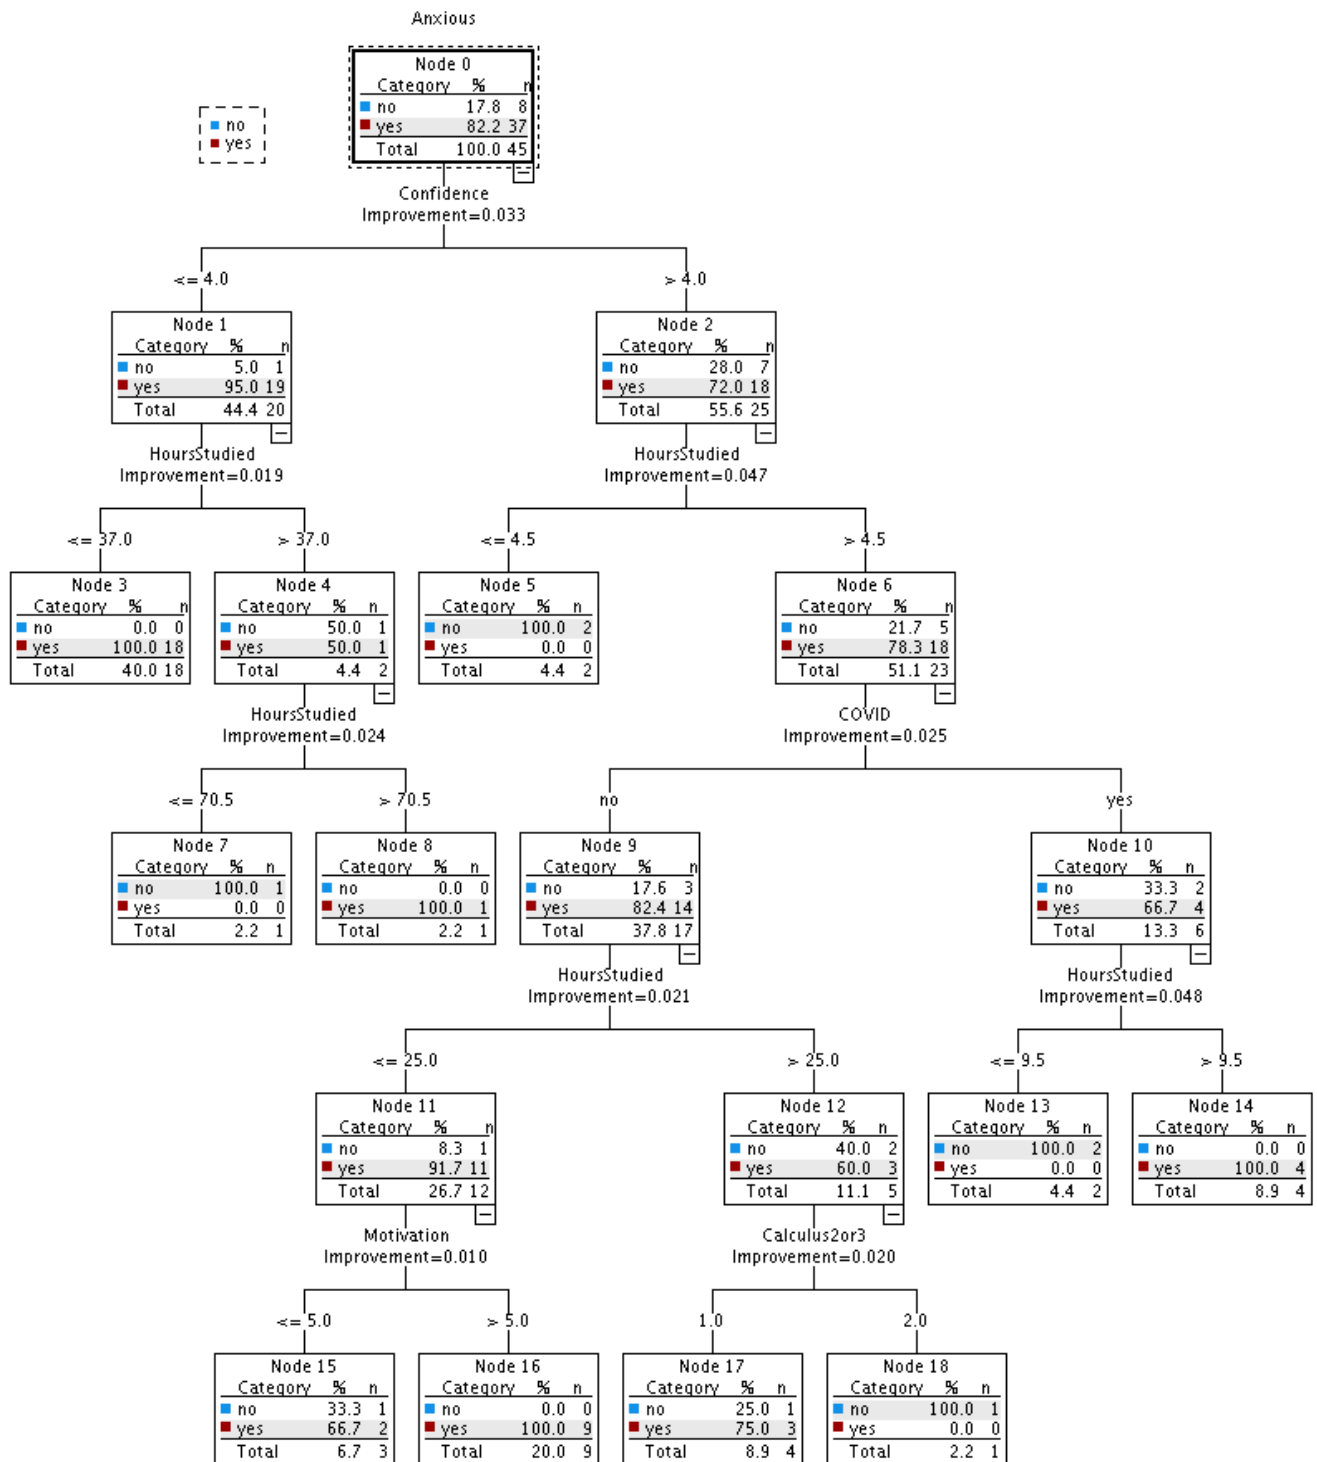 Anxious
no
yes
Node 0
Category % n
no 17.8 8
yes 82.2 37
Total 100.0 45
Confidence
Improvement=0.033
<= 4.0
> 4.0
Node 1
Category % n
no 5.0 1
yes 95.0 19
Total 44.4 20
Node 2
Category % n
no 28.0 7
yes 72.0 18
Total 55.6 25
HoursStudied
Improvement=0.019
HoursStudied
Improvement=0.047
<= 37.0
> 37.0
<= 4.5
> 4.5
Node 3
Category % n
no 0.0 0
yes 100.0 18
Total 40.0 18
Node 4
Category % n
no 50.0 1
yes 50.0 1
Total 4.4 2
Node 5
Category % n
no 100.0 2
yes 0.0 0
Total 4.4 2
Node 6
Category % n
no 21.7 5
yes 78.3 18
Total 51.1 23
HoursStudied
Improvement=0.024
COVID
Improvement=0.025
<= 70.5
> 70.5
no
yes
Node 7
Category % n
no 100.0 1
yes 0.0 0
Total 2.2 1
Node 8
Category % n
no 0.0 0
yes 100.0 1
Total 2.2 1
Node 9
Category % n
no 17.6 3
yes 82.4 14
Total 37.8 17
Node 10
Category % n
no 33.3 2
yes 66.7 4
Total 13.3 6
HoursStudied
Improvement=0.021
HoursStudied
Improvement=0.048
<= 25.0
> 25.0
<= 9.5
> 9.5
Node 11
Category % n
no 8.3 1
yes 91.7 11
Total 26.7 12
Node 12
Category % n
no 40.0 2
yes 60.0 3
Total 11.1 5
Node 13
Category % n
no 100.0 2
yes 0.0 0
Total 4.4 2
Node 14
Category % n
no 0.0 0
yes 100.0 4
Total 8.9 4
Motivation
Improvement=0.010
Calculus2or3
Improvement=0.020
<= 5.0
> 5.0
1.0
2.0
Node 15
Category % n
no 33.3 1
yes 66.7 2
Total 6.7 3
Node 16
Category % n
no 0.0 0
yes 100.0 9
Total 20.0 9
Node 17
Category % n
no 25.0 1
yes 75.0 3
Total 8.9 4
Node 18
Category % n
no 100.0 1
yes 0.0 0
Total 2.2 1